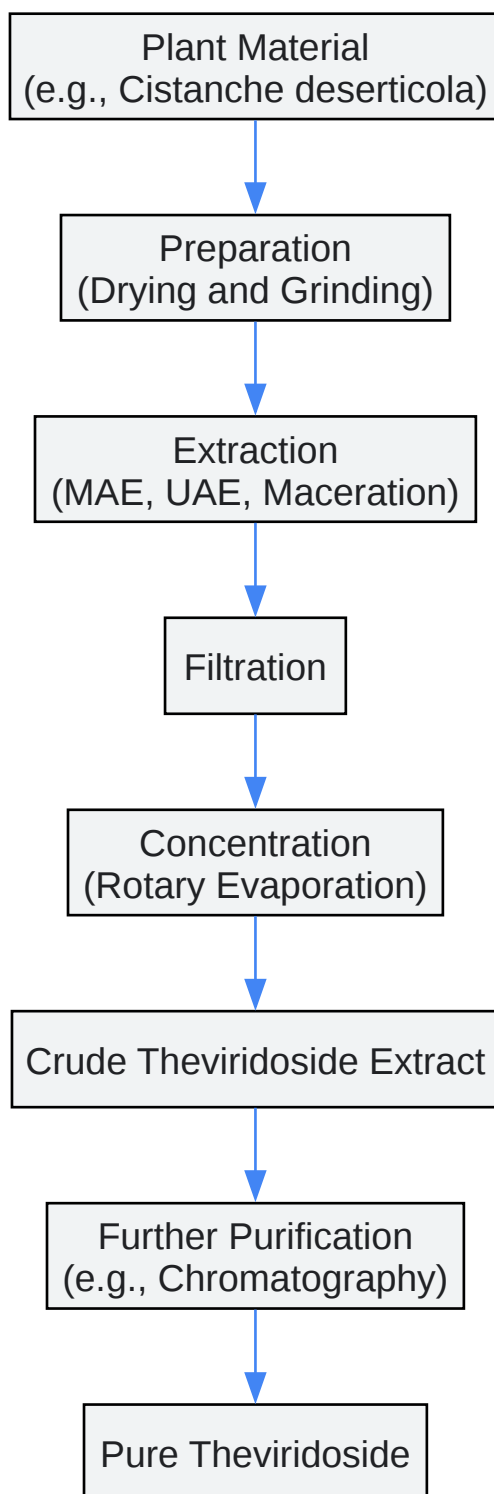 Plant Material
(e.g., Cistanche deserticola)
Preparation
(Drying and Grinding)
Extraction
(MAE, UAE, Maceration)
Filtration
Concentration
(Rotary Evaporation)
Crude Theviridoside Extract
Further Purification
(e.g., Chromatography)
Pure Theviridoside